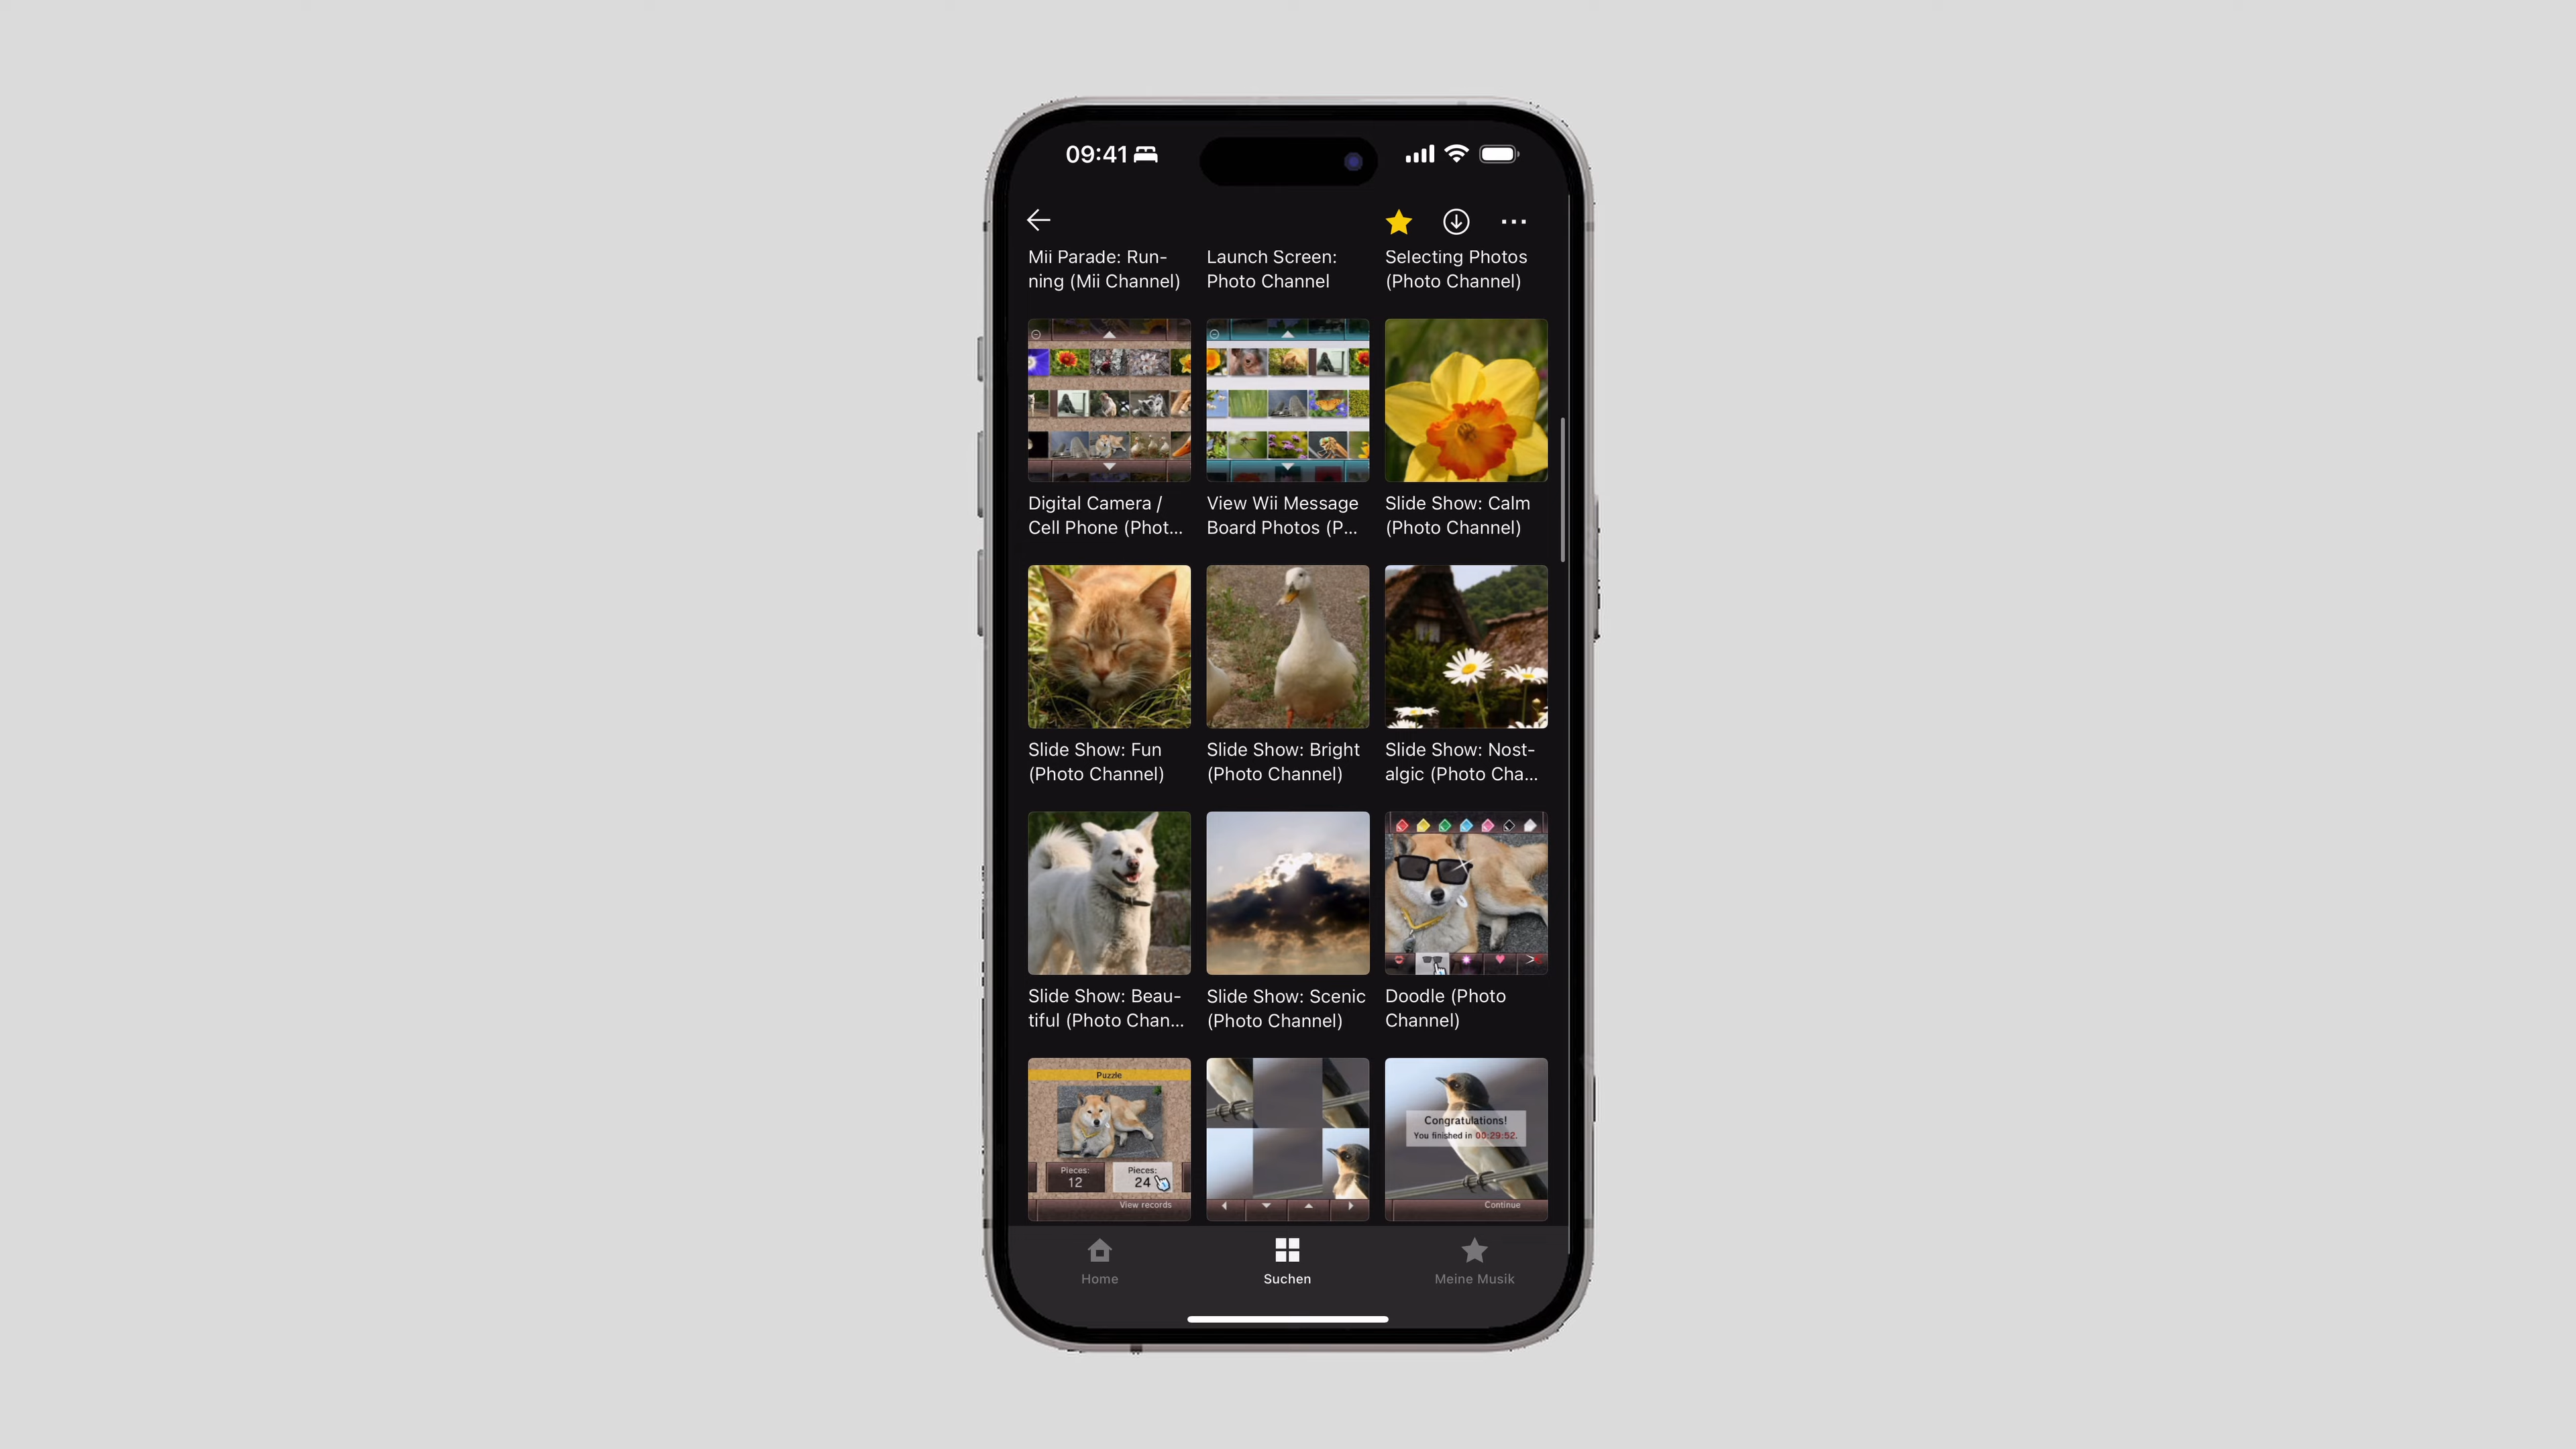 09:41
Mii Parade: Run-
ning (Mii Channel)
Launch Screen:
Photo Channel
Selecting Photos
(Photo Channel)
Digital Camera /
Cell Phone (Phot...
View Wii Message
Board Photos (P...
Slide Show: Calm
(Photo Channel)
Slide Show: Fun
(Photo Channel)
Slide Show: Bright
(Photo Channel)
Slide Show: Nost-
algic (Photo Cha...
Slide Show: Beau-
tiful (Photo Chan...
Slide Show: Scenic
(Photo Channel)
Doodle (Photo
Channel)
Puzzle
Pieces:
12
Pieces:
24
View records
Congratulations!
You finished in 00:29:52.
Continue
Home
Suchen
Meine Musik